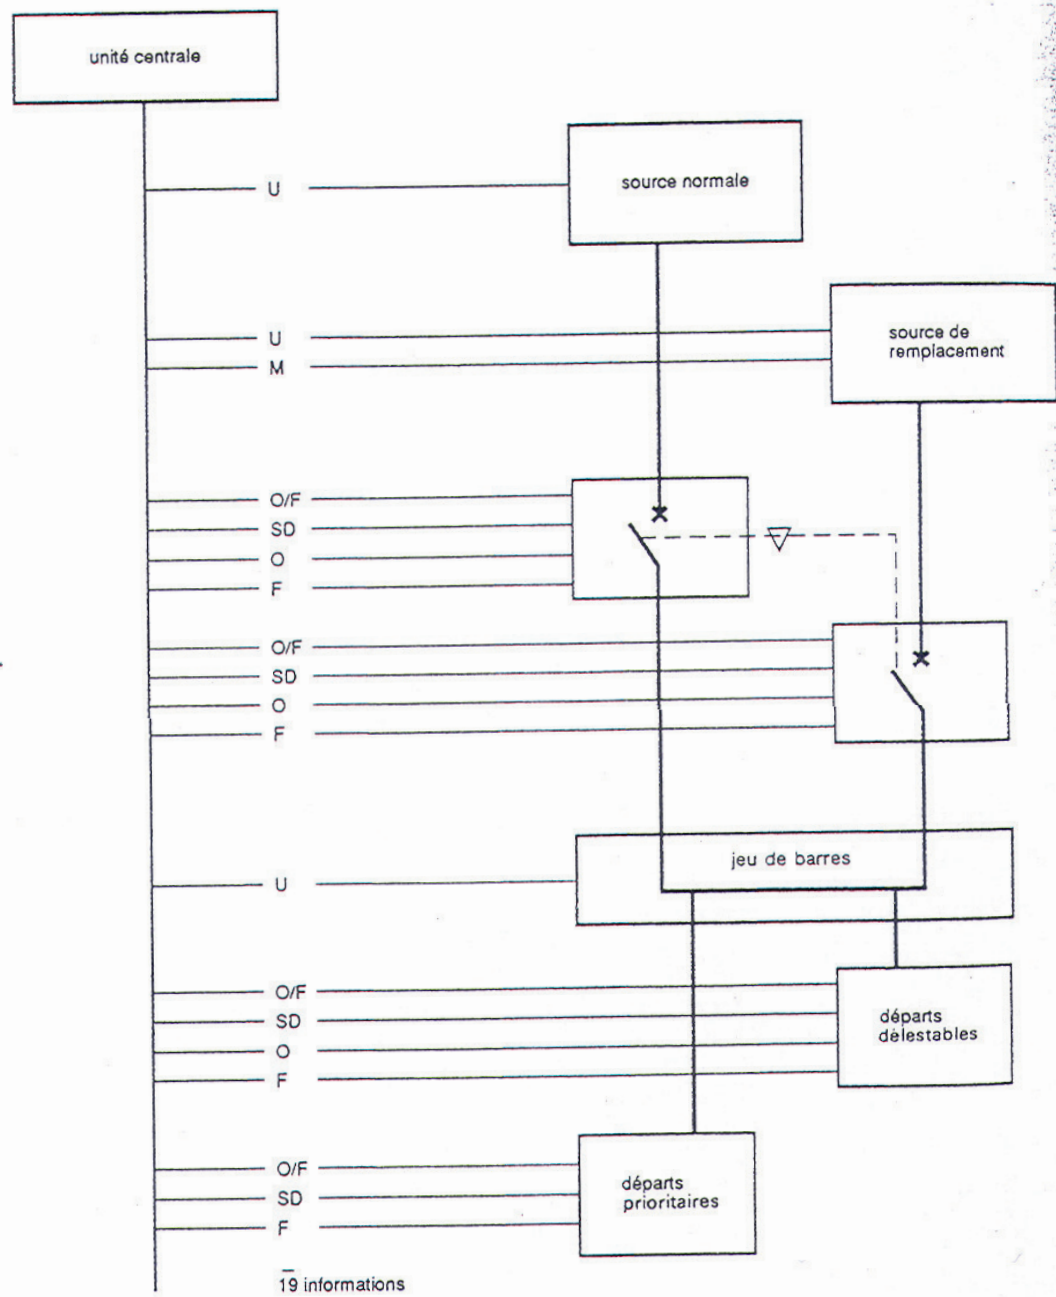 unité centrale
U
source normale
U
M
source de
remplacement
O/F
SD
O
F
O/F
SD
O
F
jeu de barres
U
O/F
SD
O
F
départs
délestables
O/F
SD
F
départs
prioritaires
19 informations